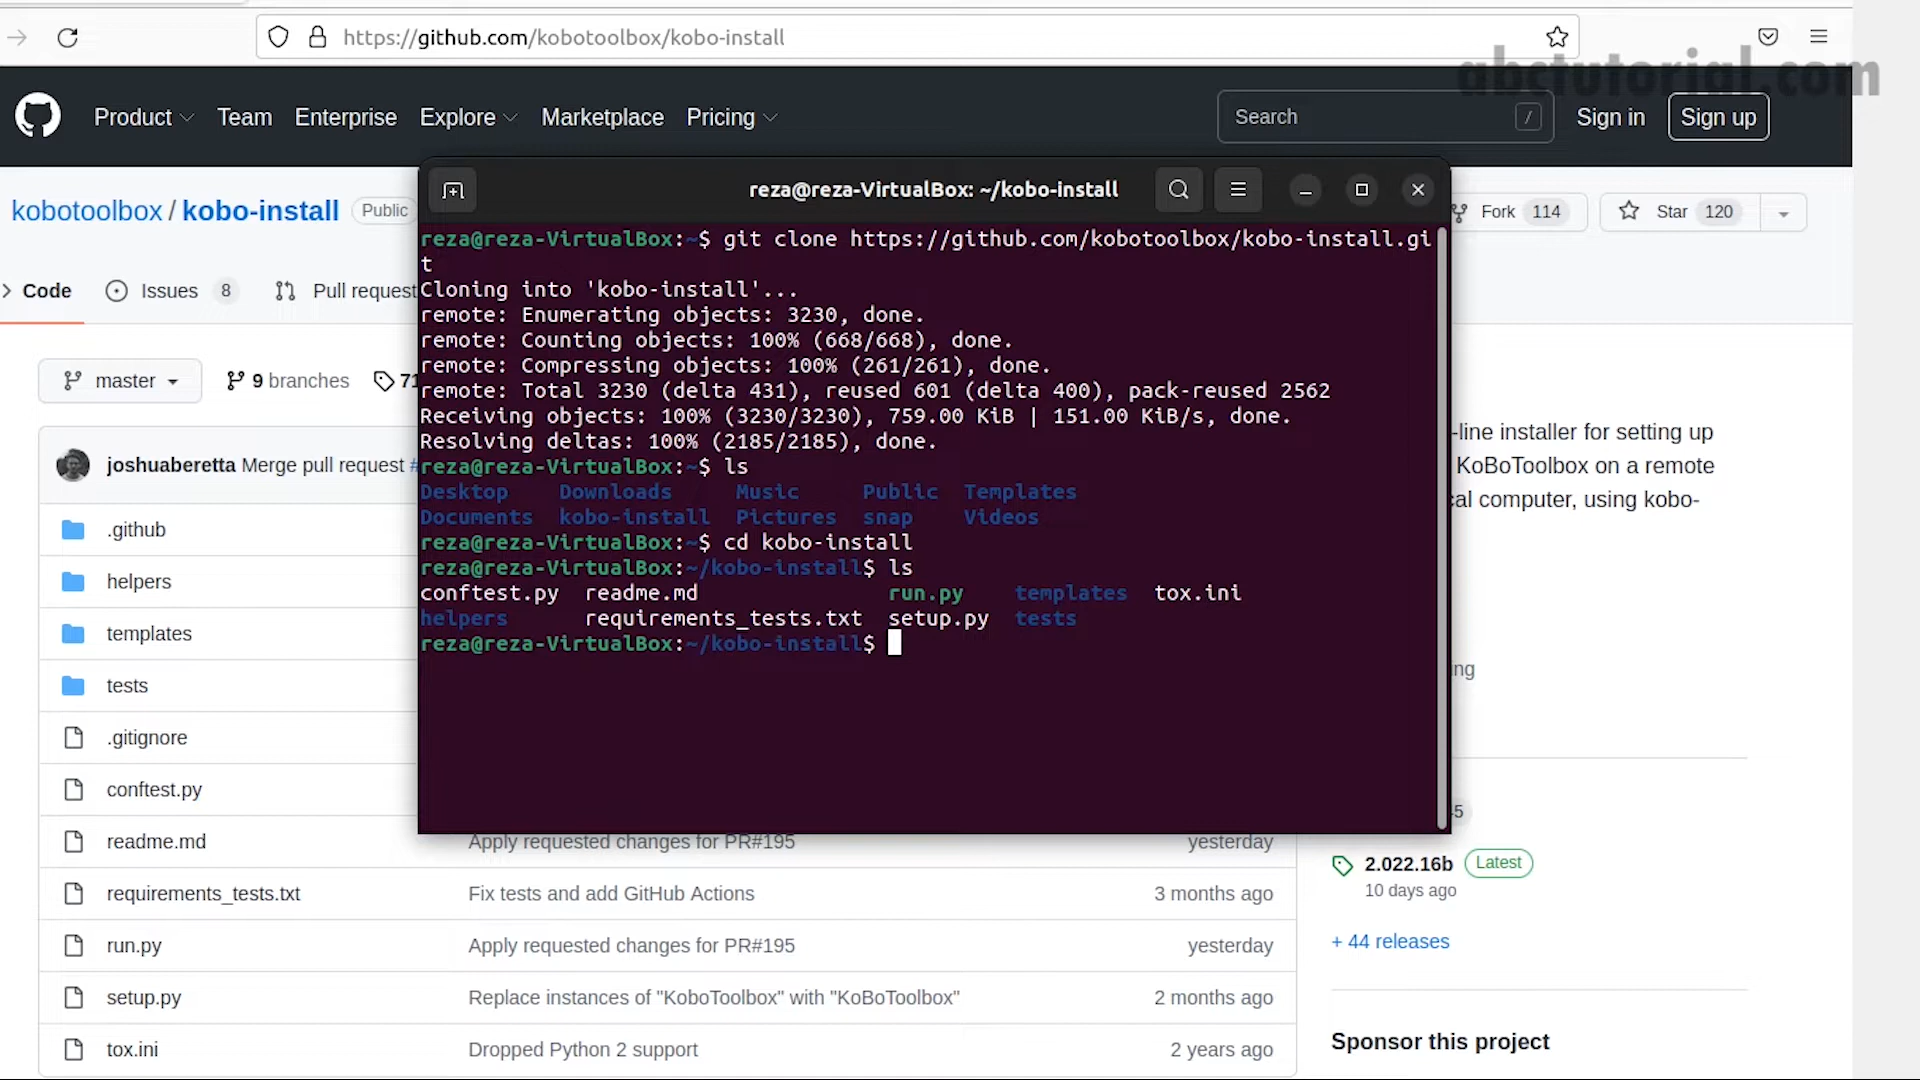 https://github.com/kobotoolbox/kobo-install
abctutorial.com
Product Team Enterprise Explore Marketplace Pricing
Search /
Sign in Sign up
kobotoolbox / kobo-install Public
Fork 114 Star 120
Code Issues 8 Pull request
master 9 branches 71
joshuaberetta Merge pull request #
.github
helpers
templates
tests
.gitignore
conftest.py
readme.md Apply requested changes for PR#195 yesterday
requirements_tests.txt Fix tests and add GitHub Actions 3 months ago
run.py Apply requested changes for PR#195 yesterday
setup.py Replace instances of "KoboToolbox" with "KoBoToolbox" 2 months ago
tox.ini Dropped Python 2 support 2 years ago
reza@reza-VirtualBox: ~/kobo-install
reza@reza-VirtualBox:~$ git clone https://github.com/kobotoolbox/kobo-install.gi
t
Cloning into 'kobo-install'...
remote: Enumerating objects: 3230, done.
remote: Counting objects: 100% (668/668), done.
remote: Compressing objects: 100% (261/261), done.
remote: Total 3230 (delta 431), reused 601 (delta 400), pack-reused 2562
Receiving objects: 100% (3230/3230), 759.00 KiB | 151.00 KiB/s, done.
Resolving deltas: 100% (2185/2185), done.
reza@reza-VirtualBox:~$ ls
Desktop Downloads Music Public Templates
Documents kobo-install Pictures snap Videos
reza@reza-VirtualBox:~$ cd kobo-install
reza@reza-VirtualBox:~/kobo-install$ ls
conftest.py readme.md run.py templates tox.ini
helpers requirements_tests.txt setup.py tests
reza@reza-VirtualBox:~/kobo-install$
-line installer for setting up
KoBoToolbox on a remote
cal computer, using kobo-
ing
5
2.022.16b Latest
10 days ago
+ 44 releases
Sponsor this project